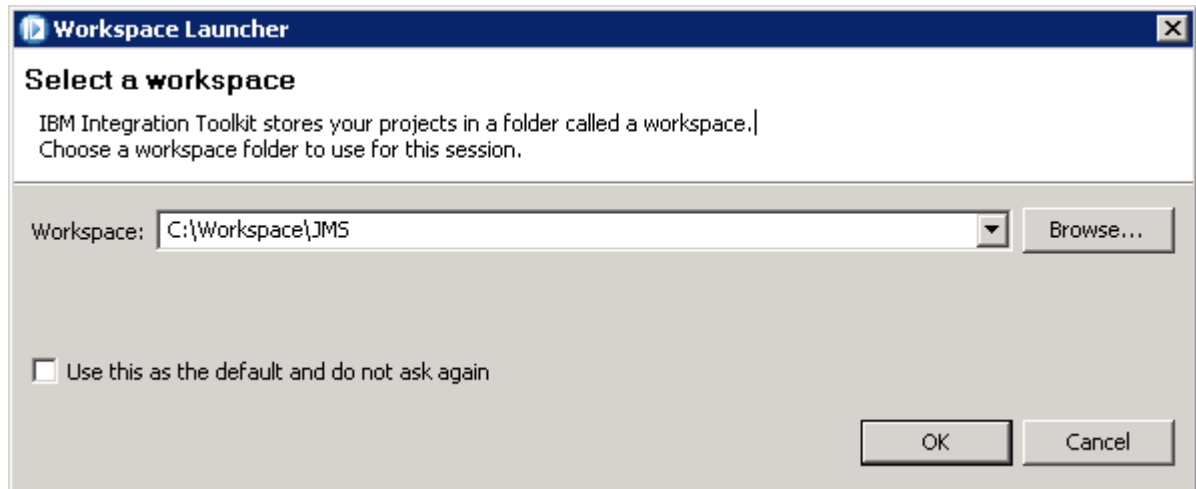 Workspace Launcher
Select a workspace
IBM Integration Toolkit stores your projects in a folder called a workspace.
Choose a workspace folder to use for this session.
Workspace: C:\Workspace\JMS Browse...
Use this as the default and do not ask again
OK Cancel